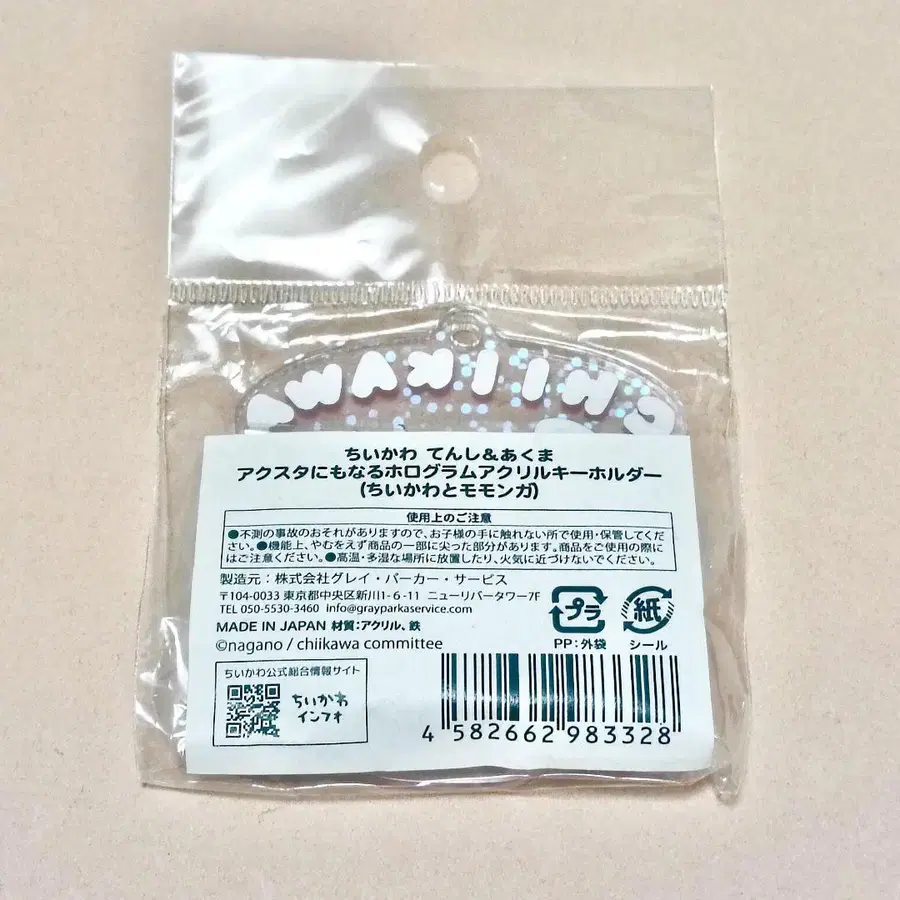 CHIIKAWA
ちいかわ てんし&あくま
アクスタにもなるホログラムアクリルキーホルダー
(ちいかわとモモンガ)
使用上のご注意
●不測の事故のおそれがありますので、お子様の手に触れない所で使用・保管してくだ
さい。●機能上、やむをえず商品の一部に尖った部分があります。商品をご使用の際に
はご注意ください。●高温・多湿な場所に放置したり、火気に近づけないでください。
製造元:株式会社グレイ・パーカー・サービス
〒104-0033 東京都中央区新川1-6-11 ニューリバータワー7F
TEL 050-5530-3460 info@grayparkaservice.com
MADE IN JAPAN 材質:アクリル、鉄
©nagano / chiikawa committee
プラ
PP:外袋
紙
シール
ちいかわ公式総合情報サイト
ちいかわ
インフォ
4 582662 983328